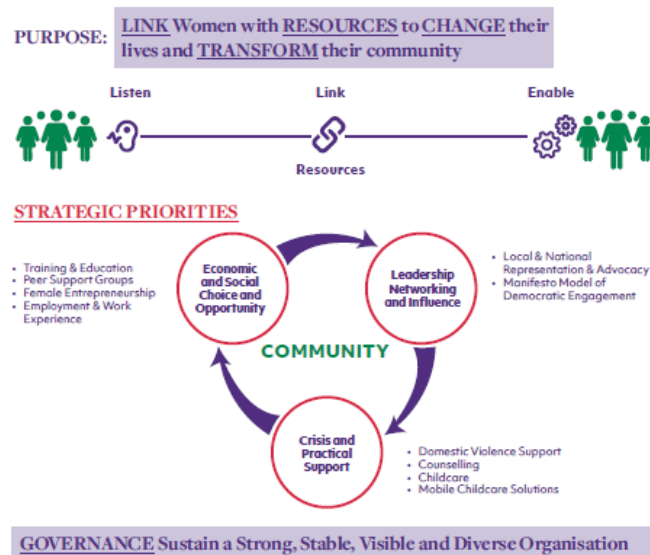 PURPOSE:
LINK Women with RESOURCES to CHANGE their
lives and TRANSFORM their community
Listen
Link
Enable
Resources
STRATEGIC PRIORITIES
• Training & Education
• Peer Support Groups
• Female Entrepreneurship
• Employment & Work
Experience
Economic
and Social
Choice and
Opportunity
Leadership
Networking
and Influence
• Local & National
Representation & Advocacy
• Manifesto Model of
Democratic Engagement
COMMUNITY
Crisis and
Practical
Support
• Domestic Violence Support
• Counselling
• Childcare
• Mobile Childcare Solutions
GOVERNANCE Sustain a Strong, Stable, Visible and Diverse Organisation